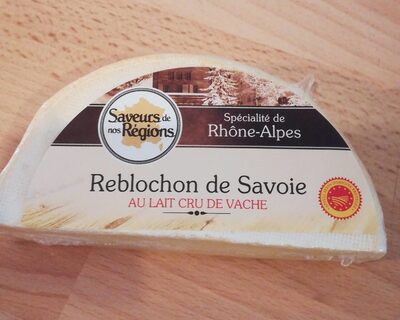 Saveurs de
nos Régions
Spécialité de
Rhône-Alpes
Reblochon de Savoie
AU LAIT CRU DE VACHE